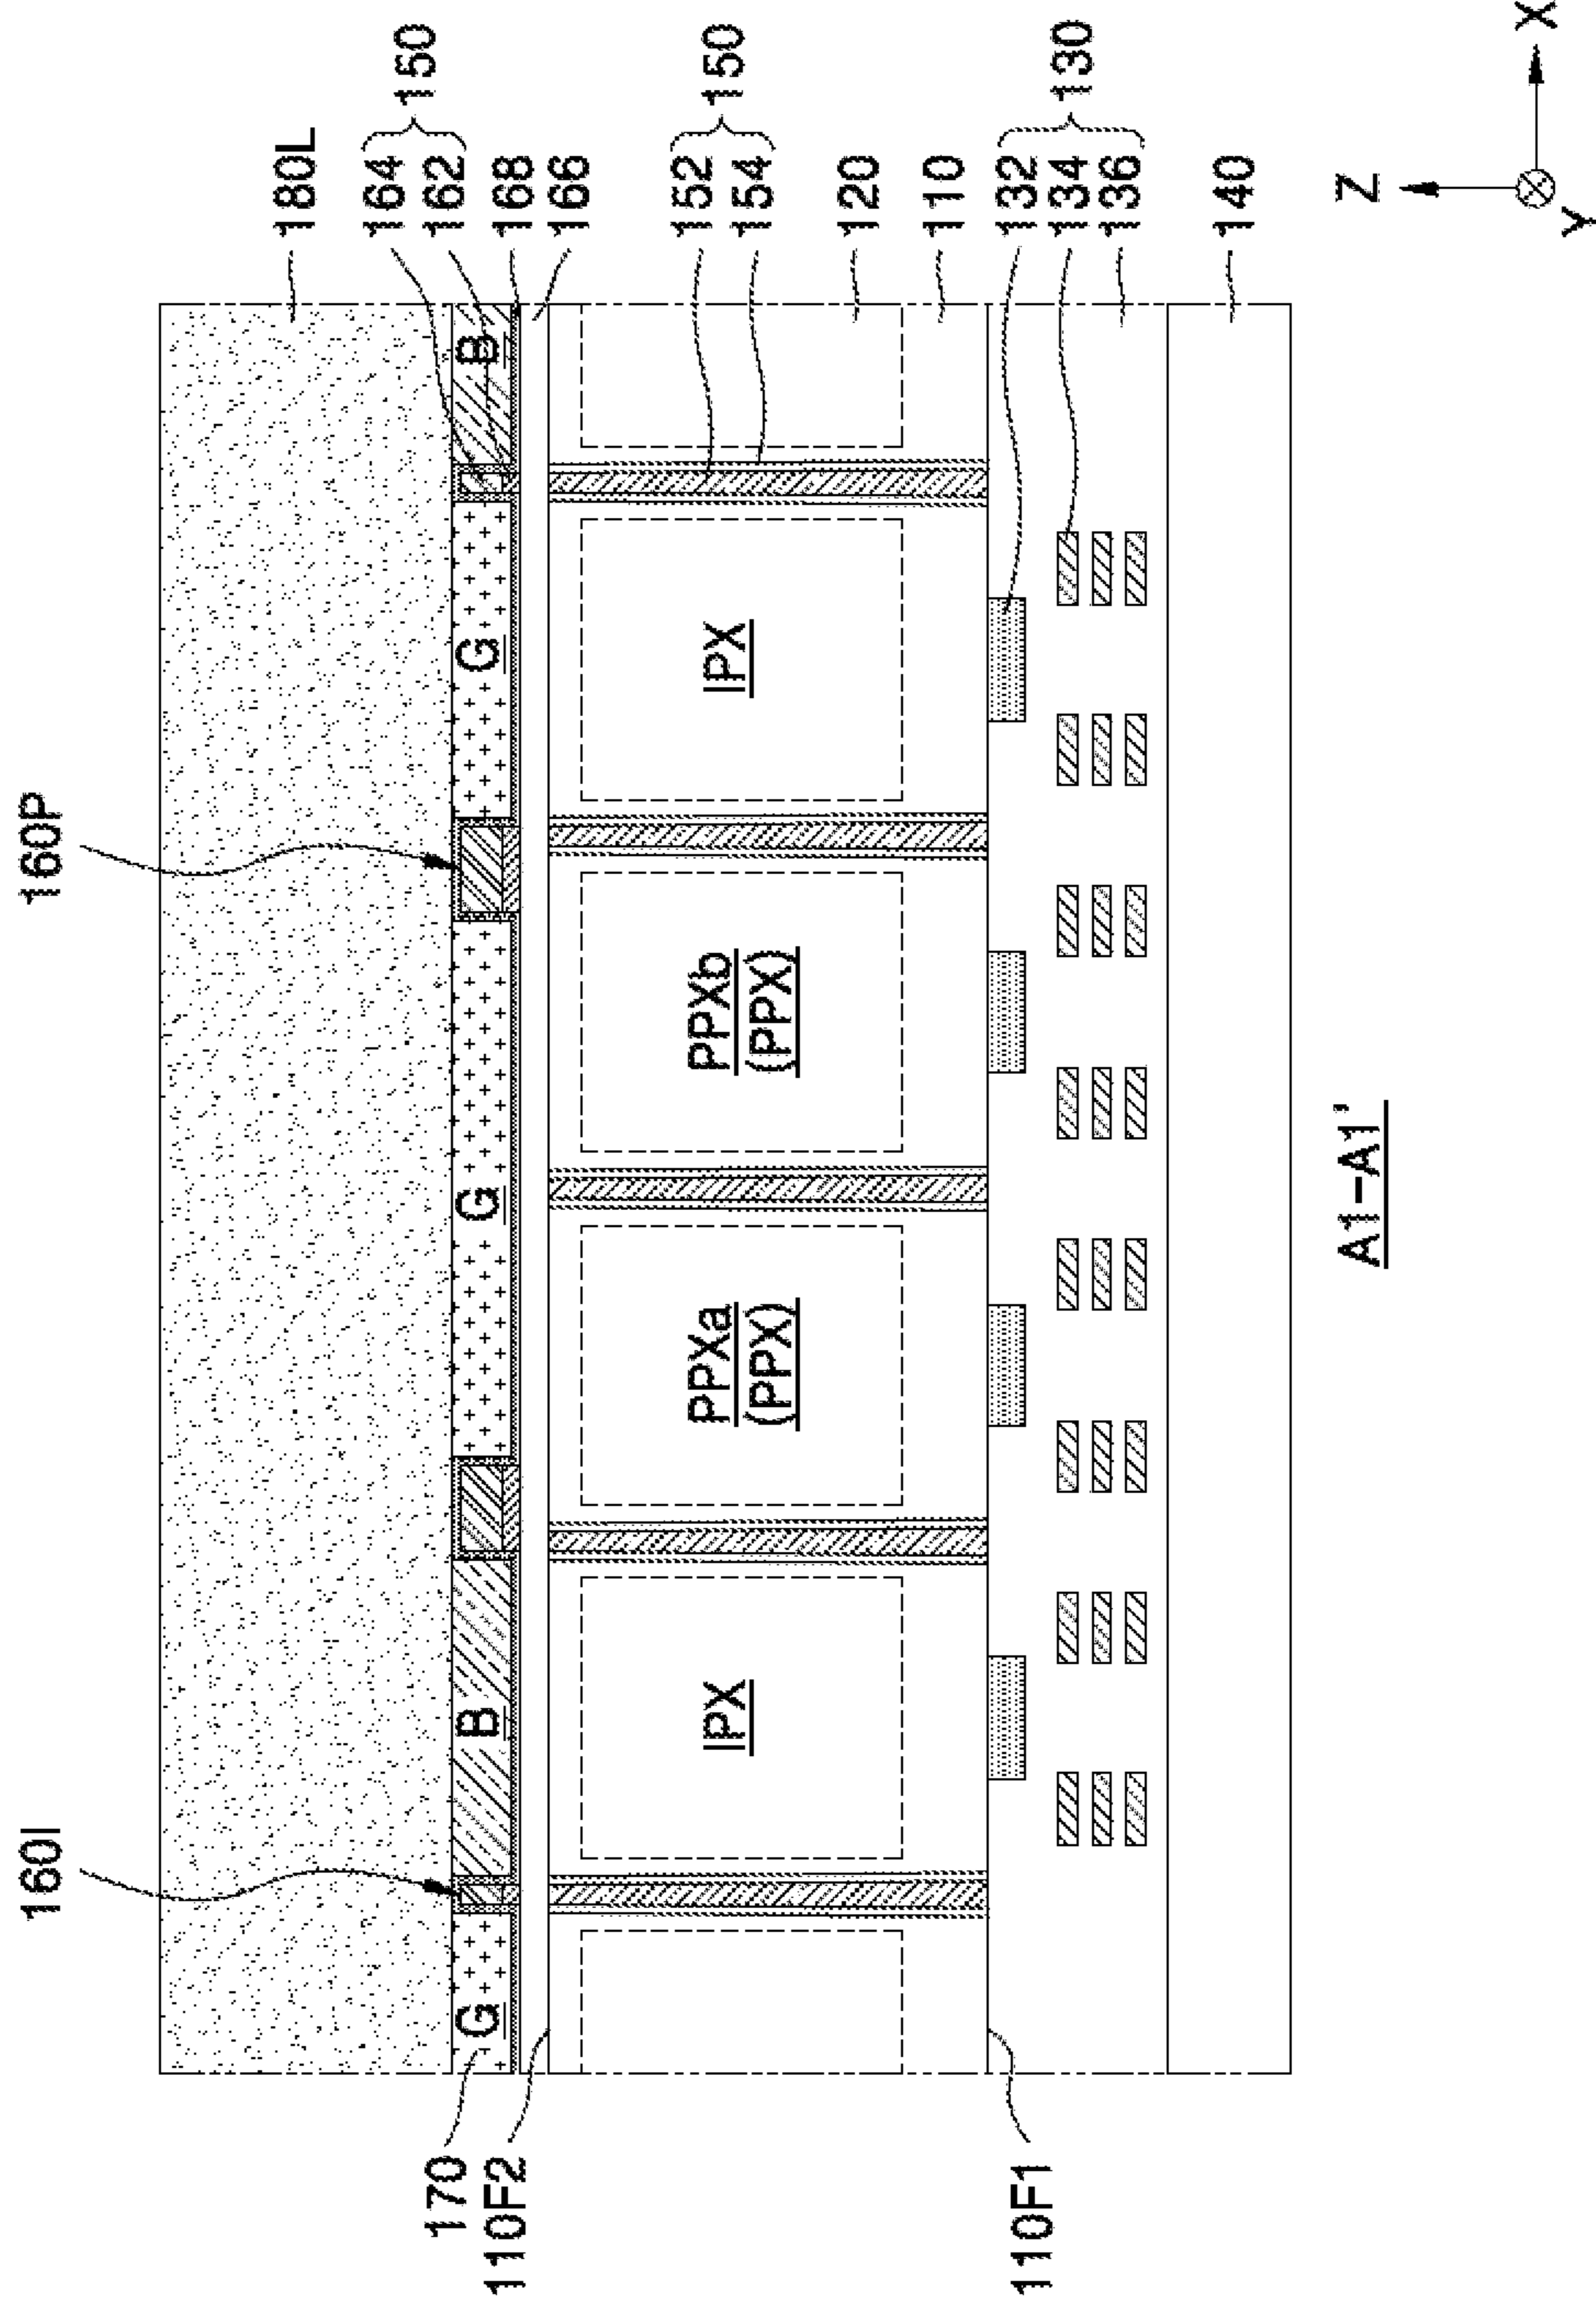 160I
160P
180L
164
162
150
168
166
170
G
B
G
G
B
110F2
152
154
150
IPX
PPXa
(PPX)
PPXb
(PPX)
IPX
120
110
110F1
132
134
136
130
140
A1-A1'
Z
Y
X